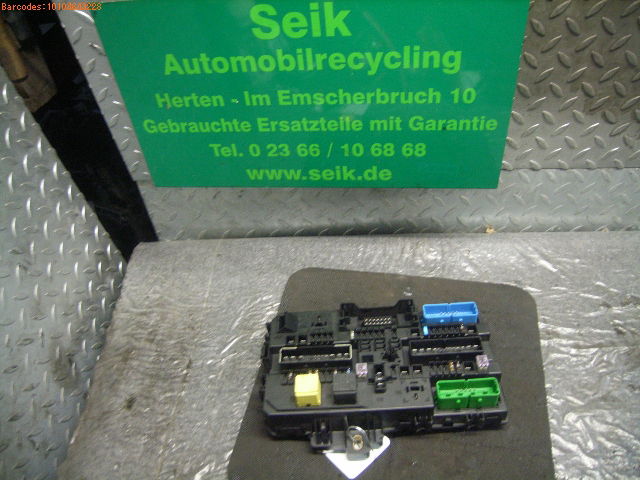 Seik
Automobilrecycling
Herten - Im Emscherbruch 10
Gebrauchte Ersatzteile mit Garantie
Tel. 0 23 66 / 10 68 68
www.seik.de